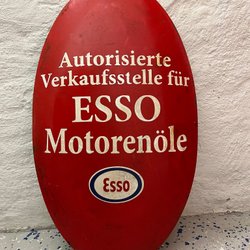 Autorisierte
Verkaufsstelle für
ESSO
Motorenöle
Esso